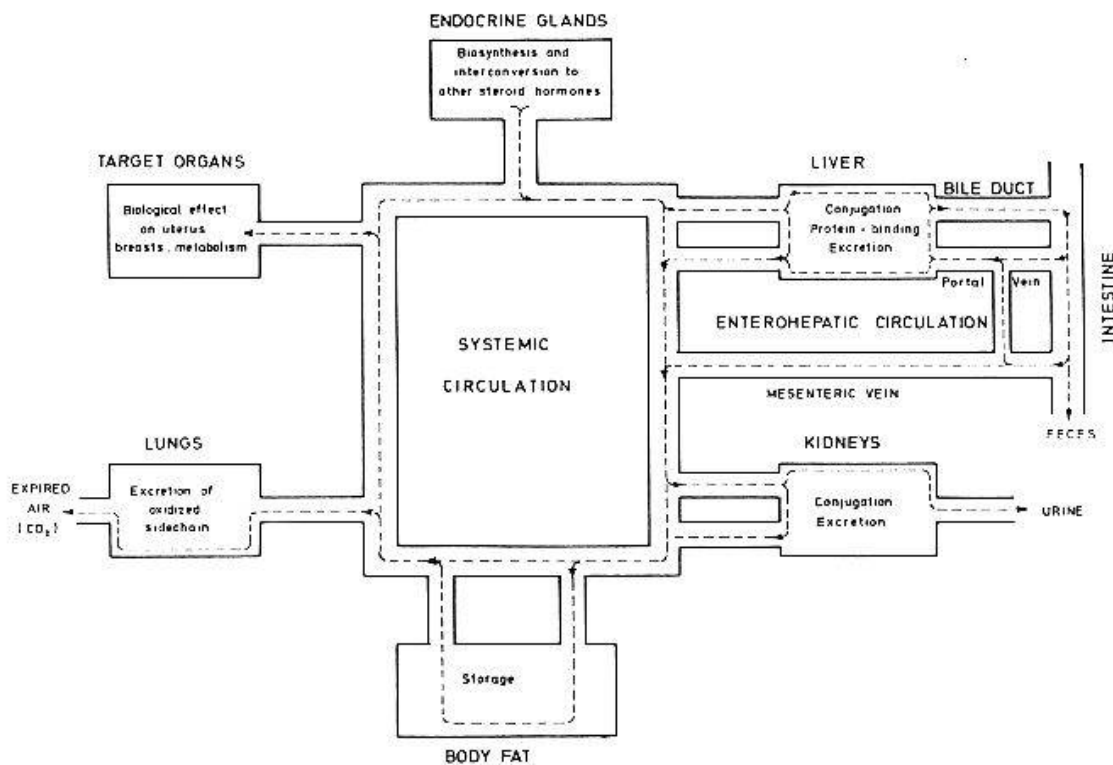 ENDOCRINE GLANDS
Biosynthesis and
interconversion to
other steroid hormones
TARGET ORGANS
Biological effect
on uterus
breasts, metabolism
LIVER
BILE DUCT
Conjugation
Protein - binding
Excretion
Portal Vein
INTESTINE
ENTEROHEPATIC CIRCULATION
SYSTEMIC
CIRCULATION
MESENTERIC VEIN
FECES
LUNGS
Excretion of
oxidized
sidechain
EXPIRED
AIR
(CO₂)
KIDNEYS
Conjugation
Excretion
URINE
Storage
BODY FAT